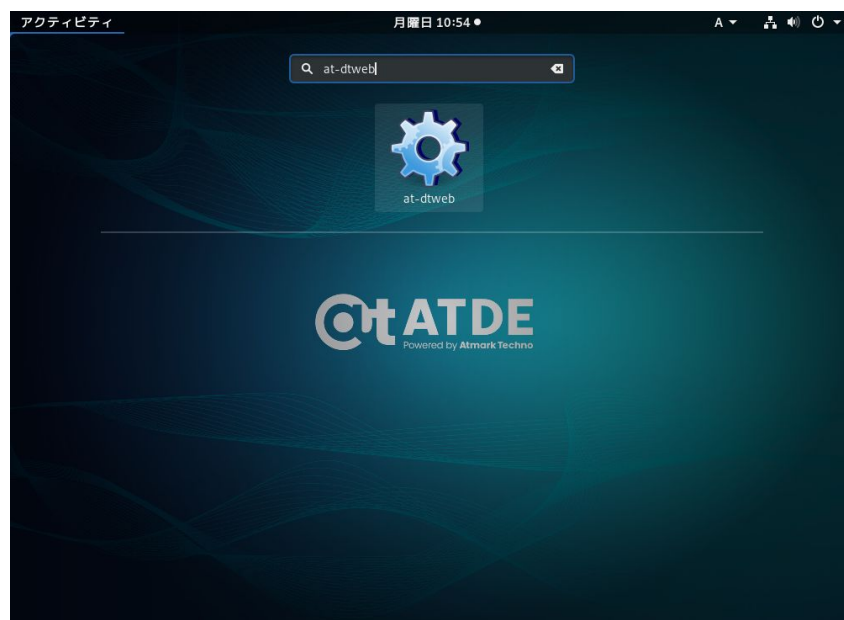 アクティビティ
月曜日 10:54
A
at-dtweb
at-dtweb
at ATDE
Powered by Atmark Techno